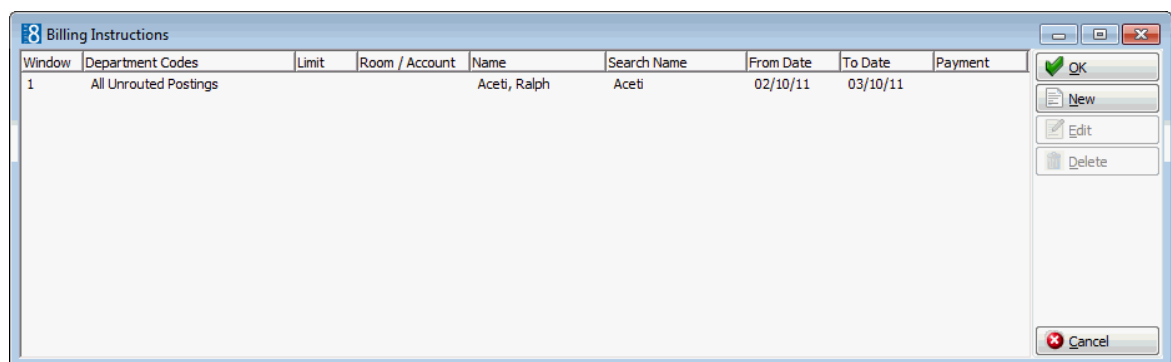 8 Billing Instructions
Window Department Codes Limit Room / Account Name Search Name From Date To Date Payment
1 All Unrouted Postings Aceti, Ralph Aceti 02/10/11 03/10/11
OK
New
Edit
Delete
Cancel